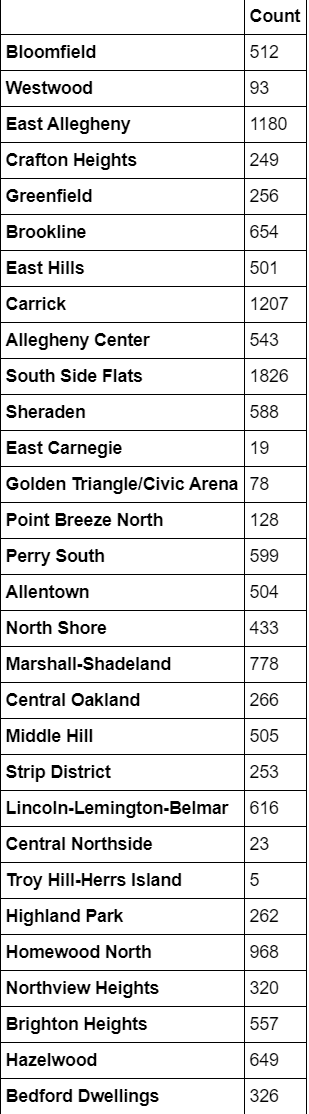 Count
Bloomfield 512
Westwood 93
East Allegheny 1180
Crafton Heights 249
Greenfield 256
Brookline 654
East Hills 501
Carrick 1207
Allegheny Center 543
South Side Flats 1826
Sheraden 588
East Carnegie 19
Golden Triangle/Civic Arena 78
Point Breeze North 128
Perry South 599
Allentown 504
North Shore 433
Marshall-Shadeland 778
Central Oakland 266
Middle Hill 505
Strip District 253
Lincoln-Lemington-Belmar 616
Central Northside 23
Troy Hill-Herrs Island 5
Highland Park 262
Homewood North 968
Northview Heights 320
Brighton Heights 557
Hazelwood 649
Bedford Dwellings 326